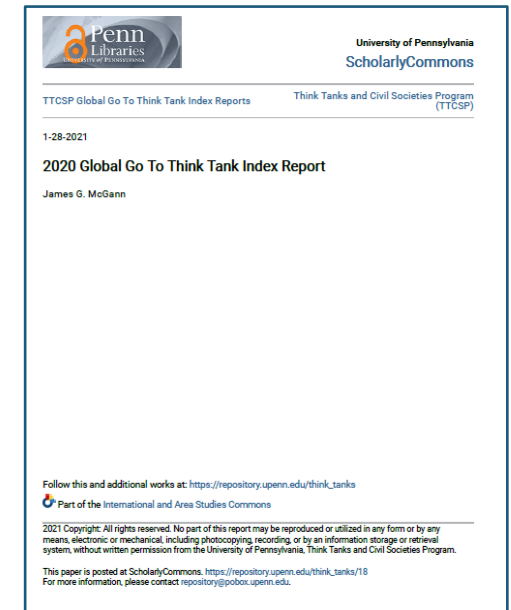 Penn
Libraries
UNIVERSITY of PENNSYLVANIA
University of Pennsylvania
ScholarlyCommons
TTCSP Global Go To Think Tank Index Reports
Think Tanks and Civil Societies Program
(TTCSP)
1-28-2021
2020 Global Go To Think Tank Index Report
James G. McGann
Follow this and additional works at: https://repository.upenn.edu/think_tanks
Part of the International and Area Studies Commons
2021 Copyright: All rights reserved. No part of this report may be reproduced or utilized in any form or by any
means, electronic or mechanical, including photocopying, recording, or by an information storage or retrieval
system, without written permission from the University of Pennsylvania, Think Tanks and Civil Societies Program.
This paper is posted at ScholarlyCommons. https://repository.upenn.edu/think_tanks/18
For more information, please contact repository@pobox.upenn.edu.